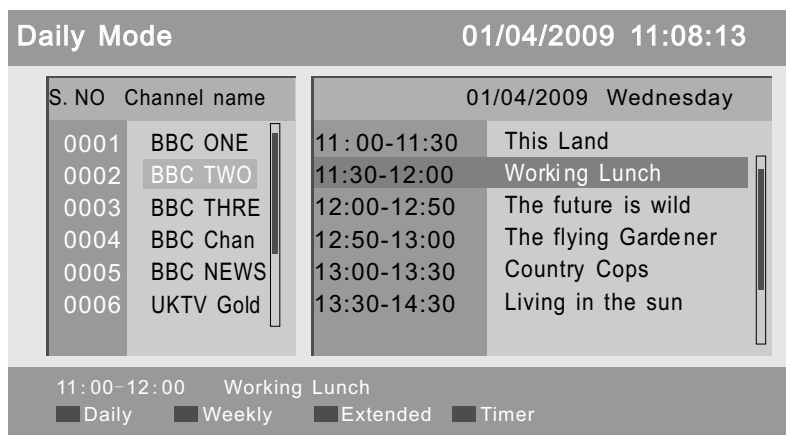 Daily Mode 01/04/2009 11:08:13
S. NO Channel name
0001 BBC ONE
0002 BBC TWO
0003 BBC THRE
0004 BBC Chan
0005 BBC NEWS
0006 UKTV Gold
01/04/2009 Wednesday
11:00-11:30 This Land
11:30-12:00 Working Lunch
12:00-12:50 The future is wild
12:50-13:00 The flying Gardener
13:00-13:30 Country Cops
13:30-14:30 Living in the sun
11:00-12:00 Working Lunch
Daily Weekly Extended Timer